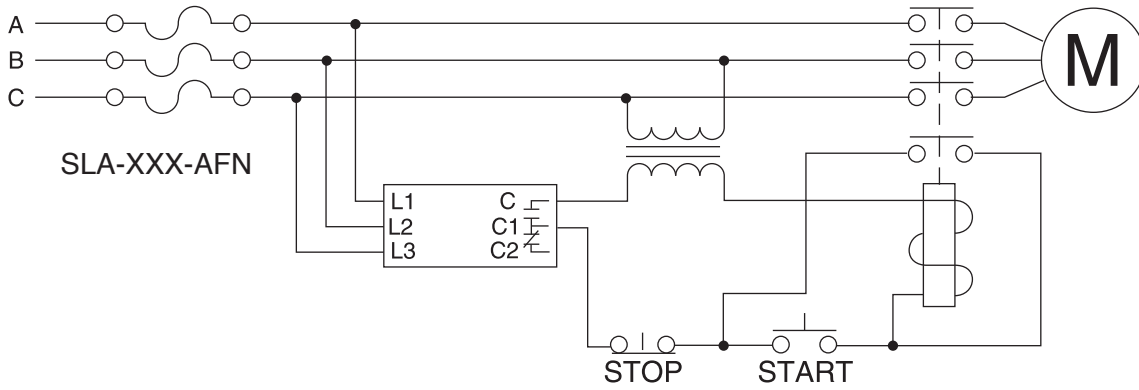 A
B
C
M
SLA-XXX-AFN
L1 C
L2 C1
L3 C2
STOP START